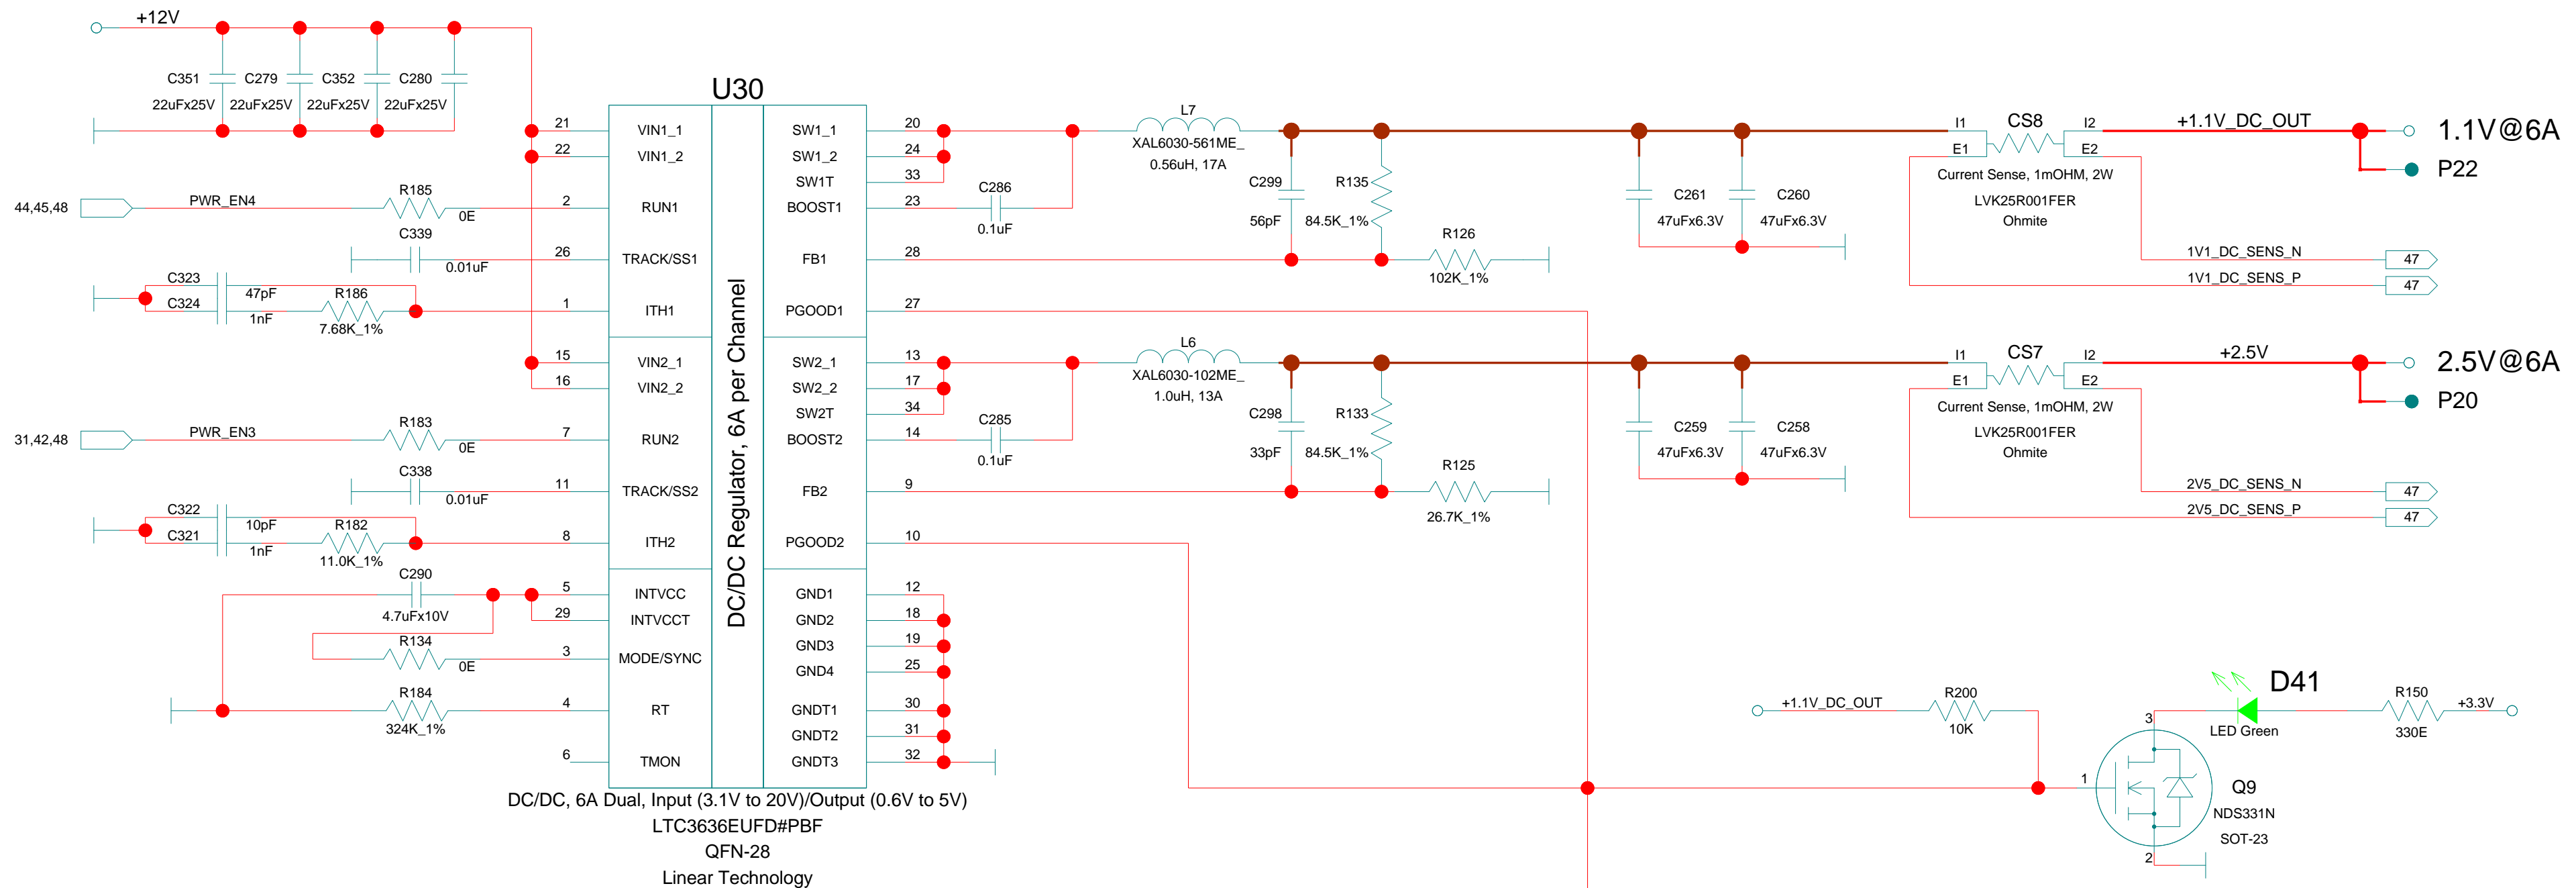 +12V
C351
C279
C352
C280
22uFx25V
22uFx25V
22uFx25V
22uFx25V
U30
21
VIN1_1
22
VIN1_2
44,45,48
PWR_EN4
R185
0E
2
RUN1
C339
0.01uF
26
TRACK/SS1
C323
47pF
C324
1nF
R186
7.68K_1%
1
ITH1
15
VIN2_1
16
VIN2_2
31,42,48
PWR_EN3
R183
0E
7
RUN2
C338
0.01uF
11
TRACK/SS2
C322
10pF
C321
1nF
R182
11.0K_1%
8
ITH2
C290
4.7uFx10V
5
INTVCC
29
INTVCCT
R134
0E
3
MODE/SYNC
R184
324K_1%
4
RT
6
TMON
DC/DC Regulator, 6A per Channel
SW1_1
20
SW1_2
24
SW1T
33
BOOST1
23
FB1
28
PGOOD1
27
SW2_1
13
SW2_2
17
SW2T
34
BOOST2
14
FB2
9
PGOOD2
10
GND1
12
GND2
18
GND3
19
GND4
25
GNDT1
30
GNDT2
31
GNDT3
32
DC/DC, 6A Dual, Input (3.1V to 20V)/Output (0.6V to 5V)
LTC3636EUFD#PBF
QFN-28
Linear Technology
C286
0.1uF
L7
XAL6030-561ME_
0.56uH, 17A
C299
56pF
R135
84.5K_1%
R126
102K_1%
C261
47uFx6.3V
C260
47uFx6.3V
I1
CS8
I2
E1
E2
Current Sense, 1mOHM, 2W
LVK25R001FER
Ohmite
+1.1V_DC_OUT
1.1V@6A
P22
1V1_DC_SENS_N
47
1V1_DC_SENS_P
47
C285
0.1uF
L6
XAL6030-102ME_
1.0uH, 13A
C298
33pF
R133
84.5K_1%
R125
26.7K_1%
C259
47uFx6.3V
C258
47uFx6.3V
I1
CS7
I2
E1
E2
Current Sense, 1mOHM, 2W
LVK25R001FER
Ohmite
+2.5V
2.5V@6A
P20
2V5_DC_SENS_N
47
2V5_DC_SENS_P
47
+1.1V_DC_OUT
R200
10K
D41
LED Green
R150
330E
+3.3V
3
1
2
Q9
NDS331N
SOT-23